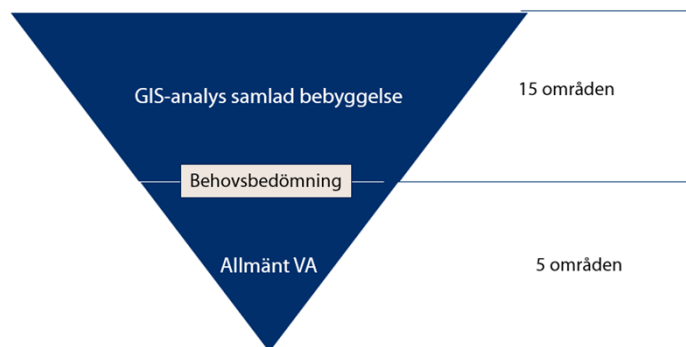 GIS-analys samlad bebyggelse
15 områden
Behovsbedömning
Allmänt VA
5 områden